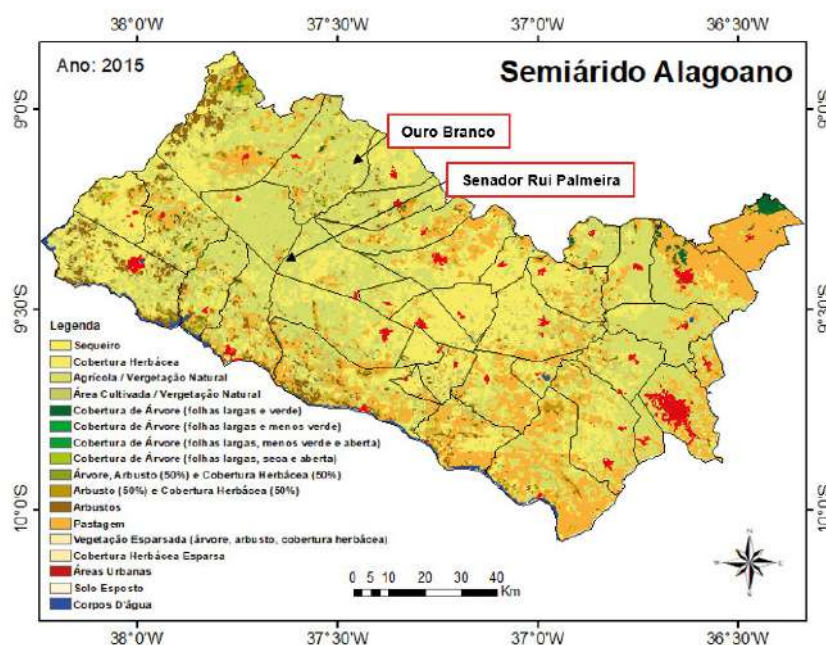 38°0'W 37°30'W 37°0'W 36°30'W
Ano: 2015
Semiárido Alagoano
9°0'S
9°0'S
Ouro Branco
Senador Rui Palmeira
9°30'S
9°30'S
Legenda
Sequeiro
Cobertura Herbácea
Agrícola / Vergetação Natural
Área Cultivada / Vergetação Natural
Cobertura de Árvore (folhas largas e verde)
Cobertura de Árvore (folhas largas e menos verde)
Cobertura de Árvore (folhas largas, menos verde e aberta)
Cobertura de Árvore (folhas largas, seca e aberta)
Árvore, Arbusto (50%) e Cobertura Herbácea (50%)
Arbusto (50%) e Cobertura Herbácea (50%)
Arbustos
Pastagem
Vegetação Esparsada (árvore, arbusto, cobertura herbácea)
Cobertura Herbácea Esparsa
Áreas Urbanas
Solo Esposto
Corpos D'água
10°0'S
10°0'S
0 5 10 20 30 40
Km
N
W
E
S
38°0'W 37°30'W 37°0'W 36°30'W